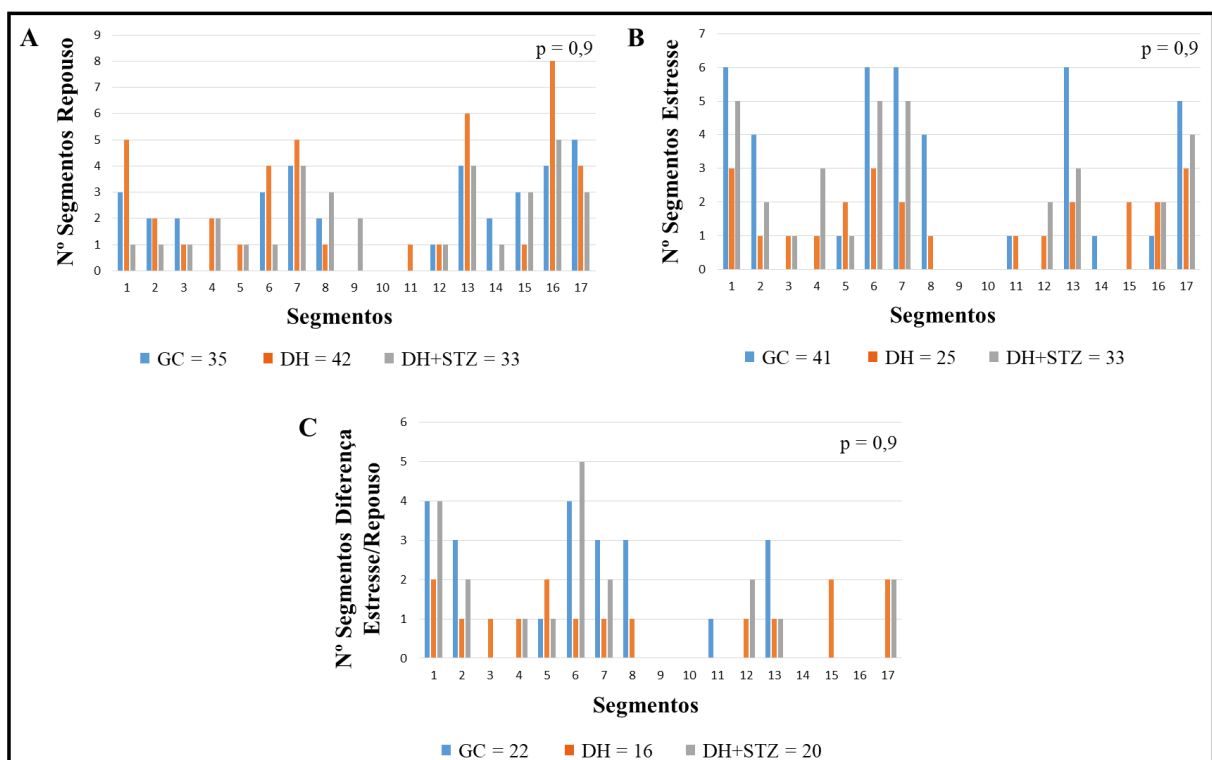 A
p = 0,9
Nº Segmentos Repouso
9
8
7
6
5
4
3
2
1
0
1 2 3 4 5 6 7 8 9 10 11 12 13 14 15 16 17
Segmentos
GC = 35 DH = 42 DH+STZ = 33
B
p = 0,9
Nº Segmentos Estresse
7
6
5
4
3
2
1
0
1 2 3 4 5 6 7 8 9 10 11 12 13 14 15 16 17
Segmentos
GC = 41 DH = 25 DH+STZ = 33
C
p = 0,9
Nº Segmentos Diferença
Estresse/Repouso
6
5
4
3
2
1
0
1 2 3 4 5 6 7 8 9 10 11 12 13 14 15 16 17
Segmentos
GC = 22 DH = 16 DH+STZ = 20